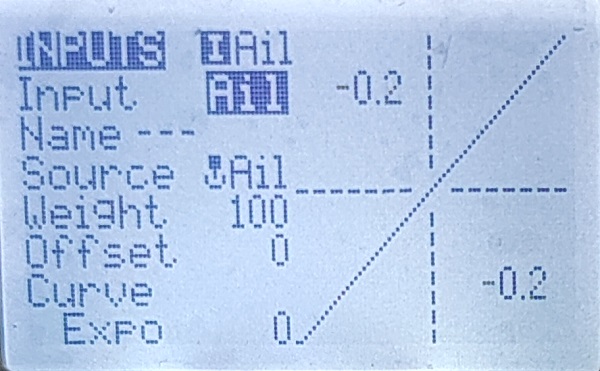 INPUTS IAil
Input Ail -0.2
Name ---
Source Ail
Weight 100
Offset 0
Curve -0.2
Expo 0